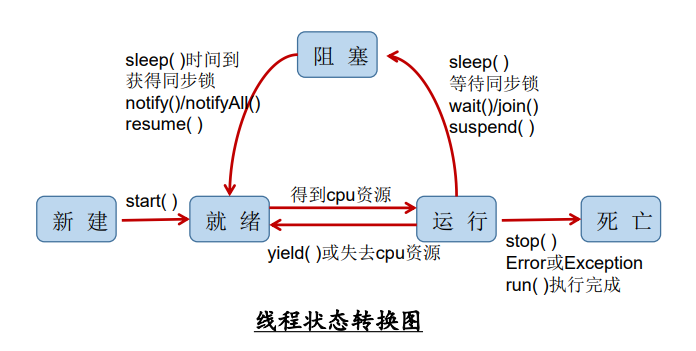 阻 塞
sleep( )时间到
获得同步锁
notify()/notifyAll()
resume( )
sleep( )
等待同步锁
wait()/join()
suspend( )
新 建
start( )
就 绪
得到cpu资源
yield( )或失去cpu资源
运 行
stop( )
Error或Exception
run( )执行完成
死 亡
线程状态转换图